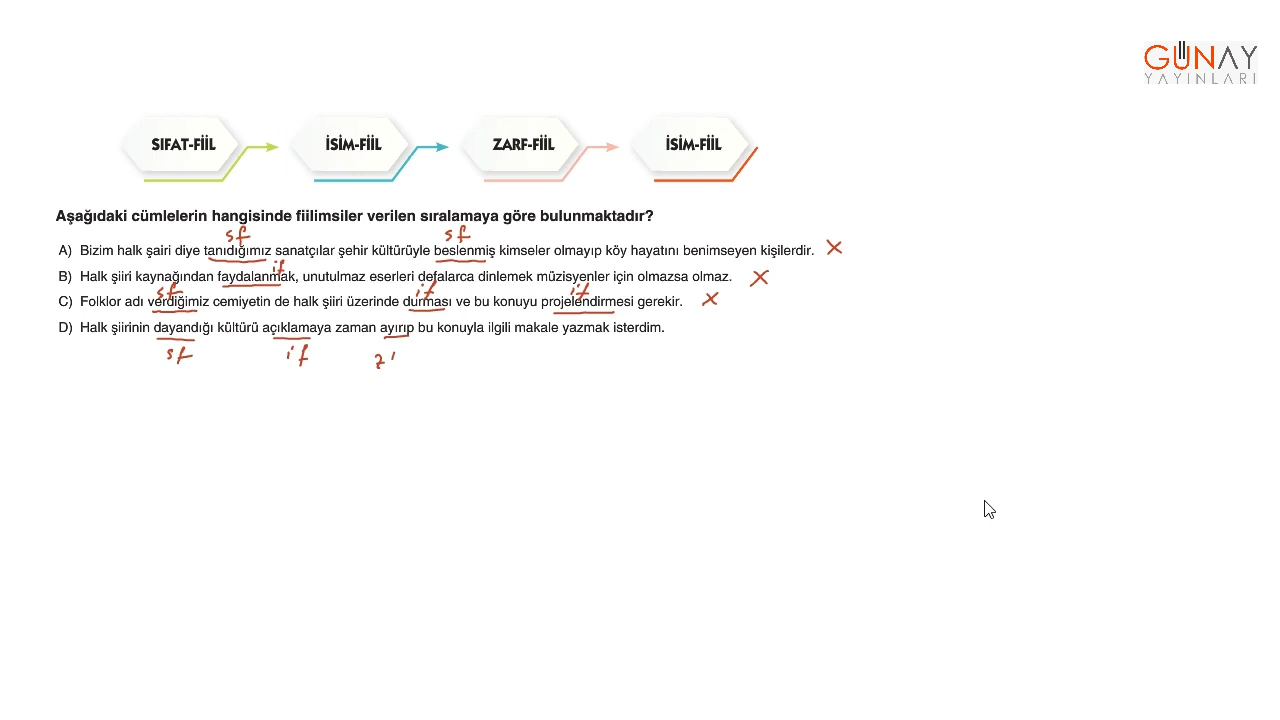 GÜNAY
YAYINLARI
SIFAT-FİİL İSİM-FİİL ZARF-FİİL İSİM-FİİL
Aşağıdaki cümlelerin hangisinde fiilimsiler verilen sıralamaya göre bulunmaktadır?
sf sf
A) Bizim halk şairi diye tanıdığımız sanatçılar şehir kültürüyle beslenmiş kimseler olmayıp köy hayatını benimseyen kişilerdir. X
if
B) Halk şiiri kaynağından faydalanmak, unutulmaz eserleri defalarca dinlemek müzisyenler için olmazsa olmaz. X
sf if if
C) Folklor adı verdiğimiz cemiyetin de halk şiiri üzerinde durması ve bu konuyu projelendirmesi gerekir. X
D) Halk şiirinin dayandığı kültürü açıklamaya zaman ayırıp bu konuyla ilgili makale yazmak isterdim.
sf if z